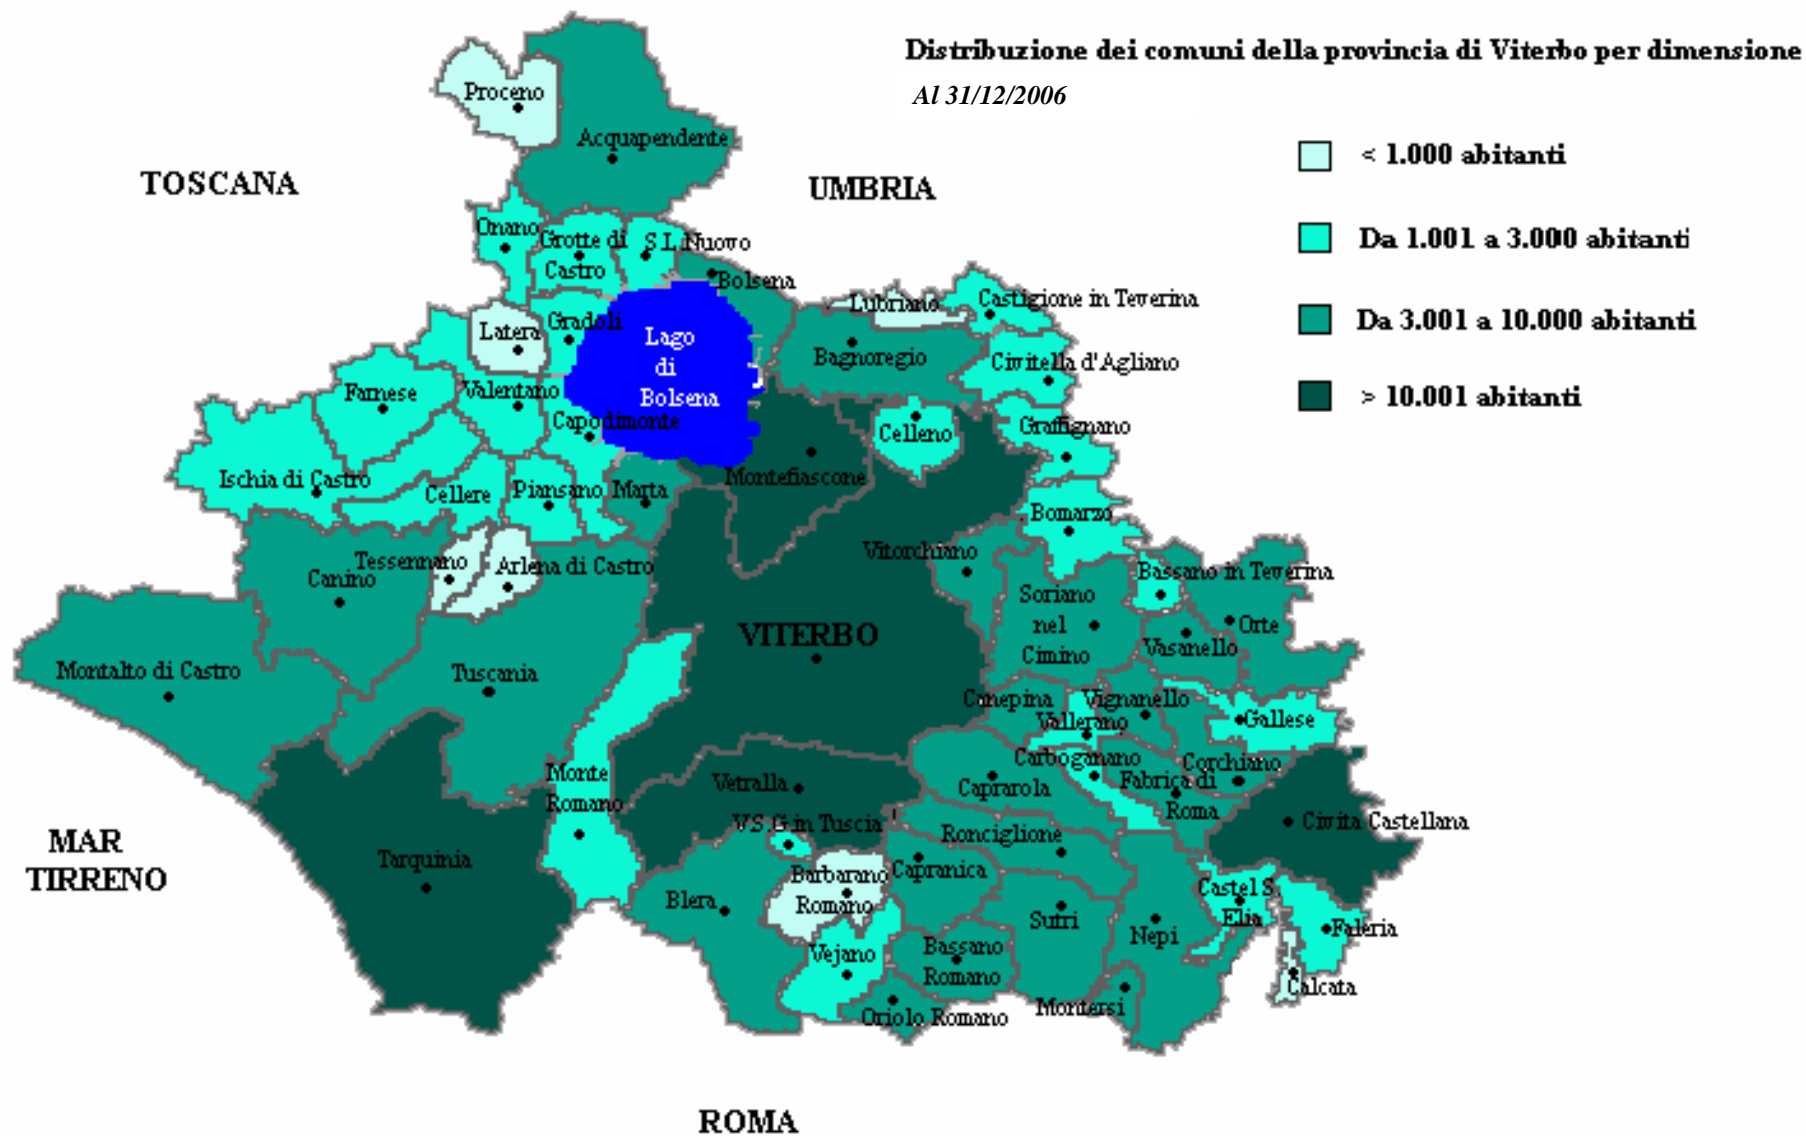 Distribuzione dei comuni della provincia di Viterbo per dimensione
Al 31/12/2006
< 1.000 abitanti
Da 1.001 a 3.000 abitanti
Da 3.001 a 10.000 abitanti
> 10.001 abitanti
TOSCANA
UMBRIA
MAR
TIRRENO
ROMA
Proceno
Acquapendente
Onano
Grotte di
Castro
S.L.Nuovo
Bolsena
Latera
Gradoli
Lago
di
Bolsena
Lubriano
Castigione in Teverina
Bagnoregio
Civitella d'Agliano
Farnese
Valentano
Capodimonte
Celleno
Graffignano
Montefiascone
Ischia di Castro
Cellere
Piansano
Marta
Bomarzo
Tessennano
Canino
Arlena di Castro
Vitorchiano
Bassano in Teverina
Soriano
nel
Cimino
Orte
Vasanello
VITERBO
Montalto di Castro
Tuscania
Canepina
Vignanello
Vallerano
Gallese
Monte
Romano
Vetralla
Carbognano
Caprarola
Corchiano
Fabrica di
Roma
V.S.G.in Tuscia
Ronciglione
Civita Castellana
Tarquinia
Barbarano
Romano
Capranica
Blera
Sutri
Castel S.
Elia
Nepi
Faleria
Vejano
Bassano
Romano
Calcata
Oriolo Romano
Montersi